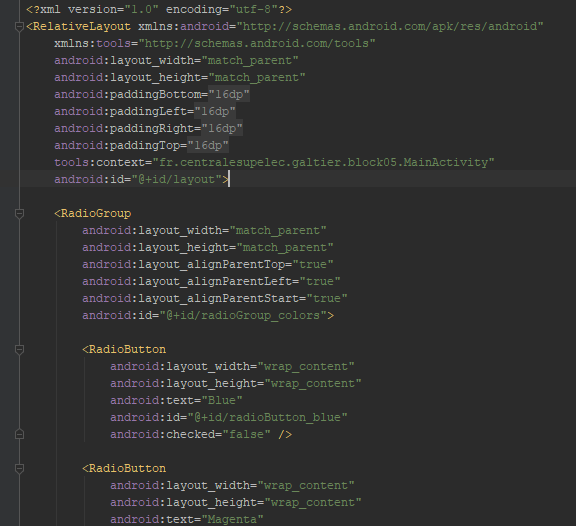 <?xml version="1.0" encoding="utf-8"?>
<RelativeLayout xmlns:android="http://schemas.android.com/apk/res/android"
    xmlns:tools="http://schemas.android.com/tools"
    android:layout_width="match_parent"
    android:layout_height="match_parent"
    android:paddingBottom="16dp"
    android:paddingLeft="16dp"
    android:paddingRight="16dp"
    android:paddingTop="16dp"
    tools:context="fr.centralesupelec.galtier.block05.MainActivity"
    android:id="@+id/layout">

    <RadioGroup
        android:layout_width="match_parent"
        android:layout_height="match_parent"
        android:layout_alignParentTop="true"
        android:layout_alignParentLeft="true"
        android:layout_alignParentStart="true"
        android:id="@+id/radioGroup_colors">

        <RadioButton
            android:layout_width="wrap_content"
            android:layout_height="wrap_content"
            android:text="Blue"
            android:id="@+id/radioButton_blue"
            android:checked="false" />

        <RadioButton
            android:layout_width="wrap_content"
            android:layout_height="wrap_content"
            android:text="Magenta"